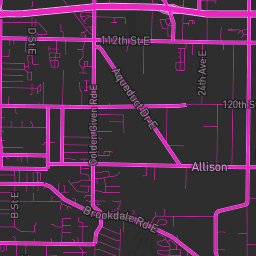 112th St E
D St E
Aqueduct Dr E
24th Ave E
120th S
Golden Given Rd E
Allison
B St E
Brookdale Rd E